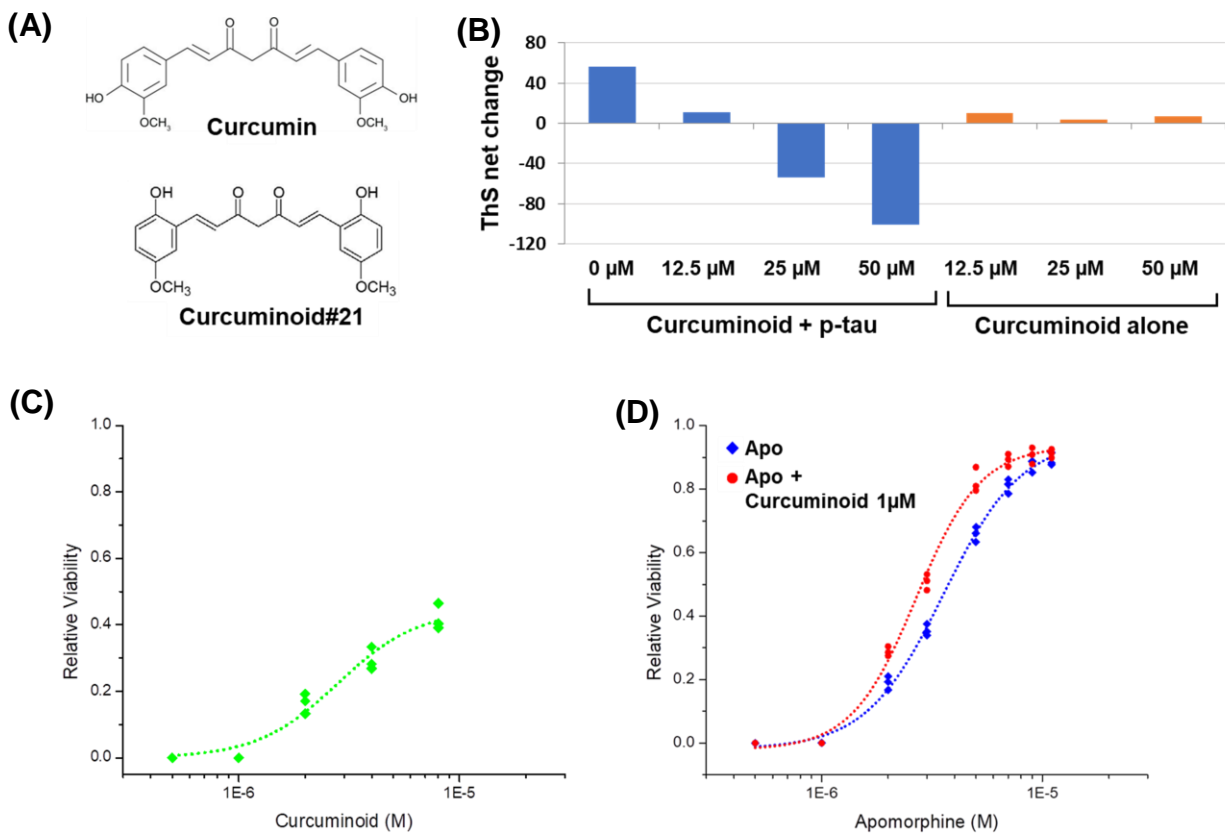 (A)
O O
HO OH
OCH3 OCH3
Curcumin
OH O O OH
OCH3 OCH3
Curcuminoid#21
(B)
ThS net change
80
40
0
-40
-80
-120
0 µM 12.5 µM 25 µM 50 µM 12.5 µM 25 µM 50 µM
Curcuminoid + p-tau Curcuminoid alone
(C)
Relative Viability
1.0
0.8
0.6
0.4
0.2
0.0
1E-6 1E-5
Curcuminoid (M)
(D)
Apo
Apo +
Curcuminoid 1µM
Relative Viability
1.0
0.8
0.6
0.4
0.2
0.0
1E-6 1E-5
Apomorphine (M)